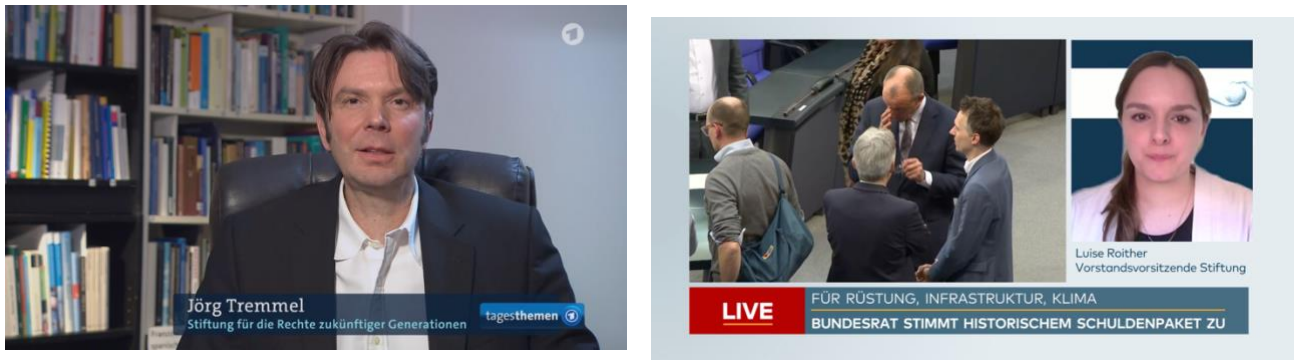 Jörg Tremmel
Stiftung für die Rechte zukünftiger Generationen
tagesthemen
Luise Roither
Vorstandsvorsitzende Stiftung
LIVE
FÜR RÜSTUNG, INFRASTRUKTUR, KLIMA
BUNDESRAT STIMMT HISTORISCHEM SCHULDENPAKET ZU